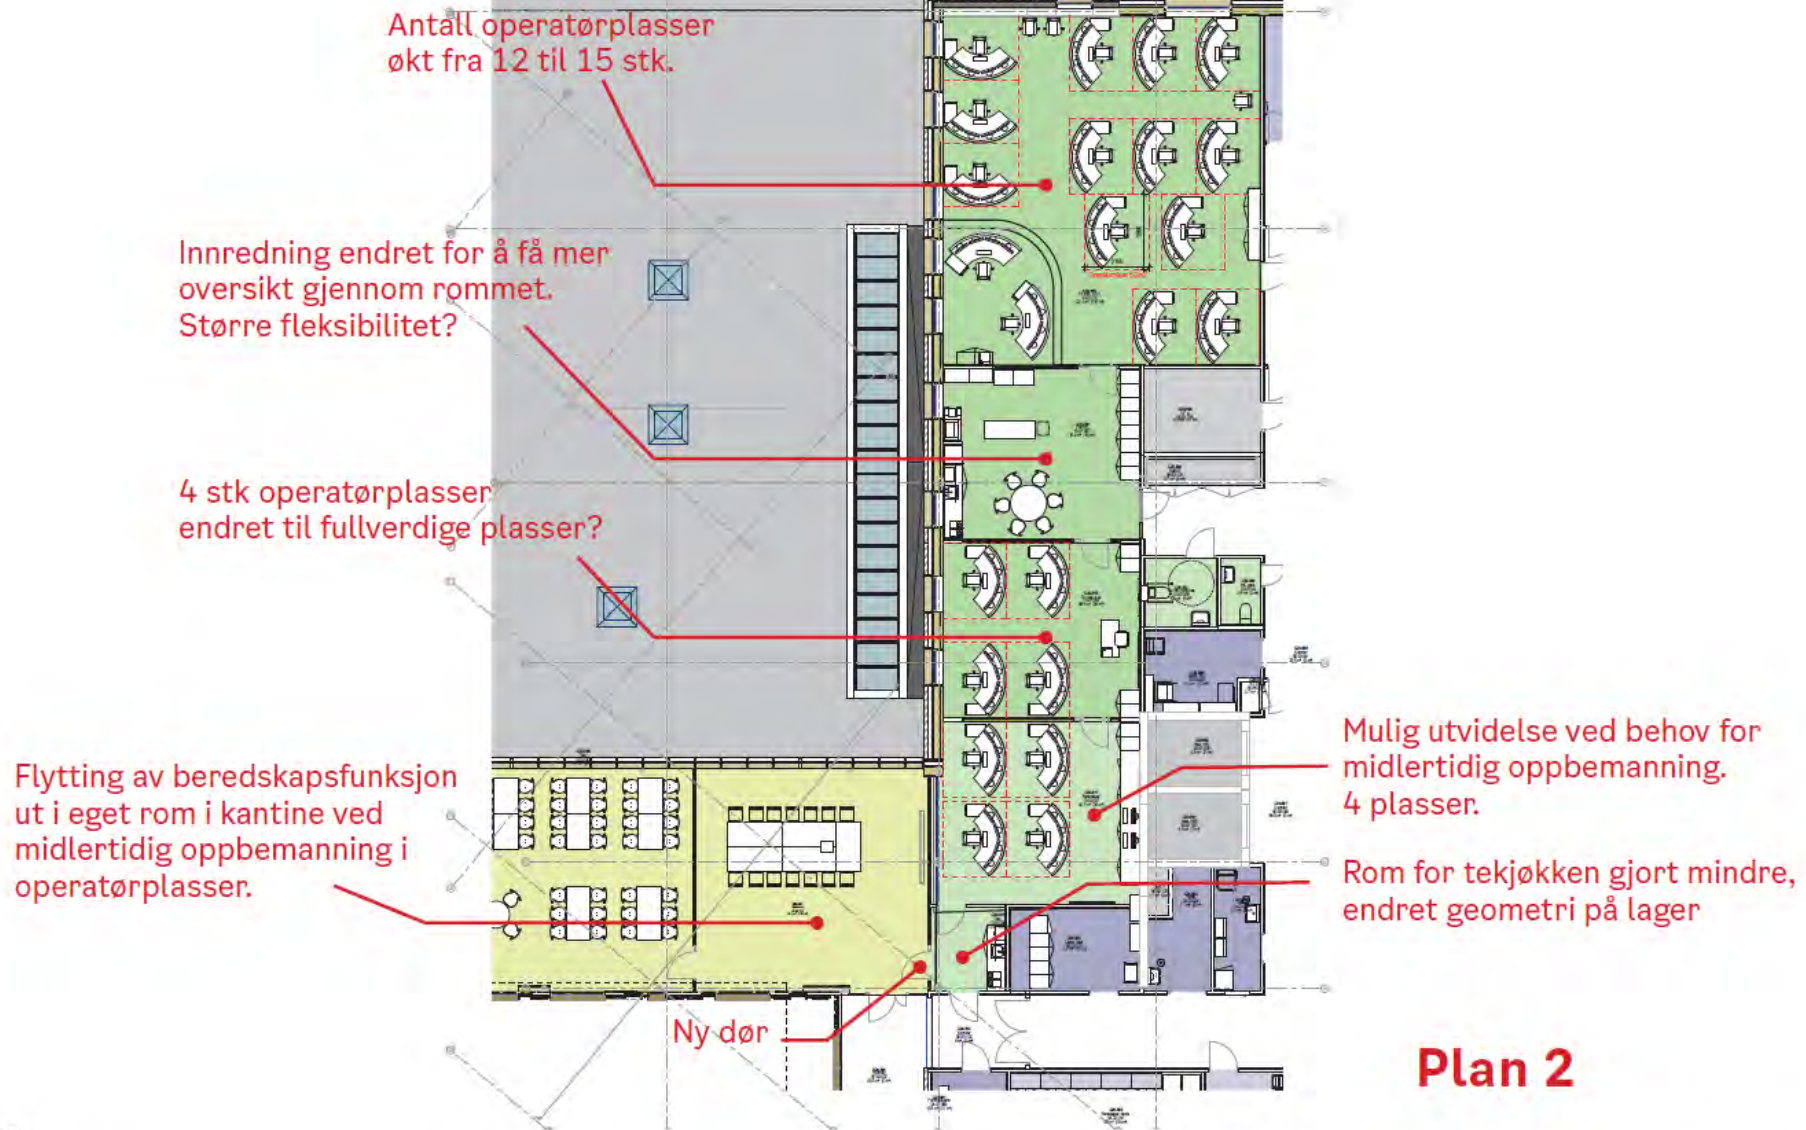 Antall operatørplasser
økt fra 12 til 15 stk.
Innredning endret for å få mer
oversikt gjennom rommet.
Større fleksibilitet?
4 stk operatørplasser
endret til fullverdige plasser?
Flytting av beredskapsfunksjon
ut i eget rom i kantine ved
midlertidig oppbemanning i
operatørplasser.
Ny dør
Mulig utvidelse ved behov for
midlertidig oppbemanning.
4 plasser.
Rom for tekjøkken gjort mindre,
endret geometri på lager
Plan 2